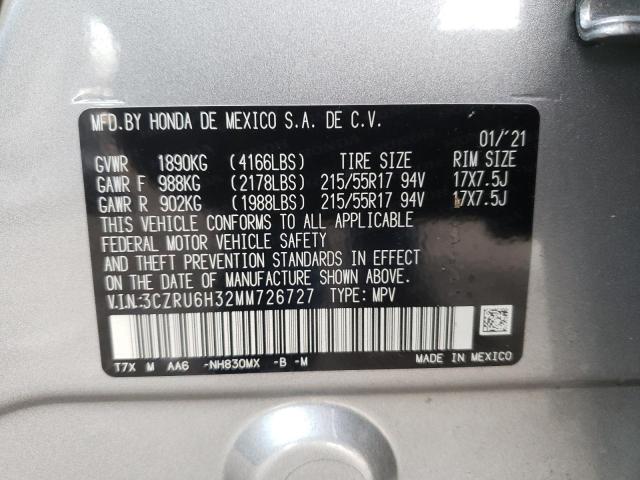 MFD.BY HONDA DE MEXICO S.A. DE C.V.
01/'21
GVWR 1890KG (4166LBS) TIRE SIZE RIM SIZE
GAWR F 988KG (2178LBS) 215/55R17 94V 17X7.5J
GAWR R 902KG (1988LBS) 215/55R17 94V 17X7.5J
THIS VEHICLE CONFORMS TO ALL APPLICABLE
FEDERAL MOTOR VEHICLE SAFETY
AND THEFT PREVENTION STANDARDS IN EFFECT
ON THE DATE OF MANUFACTURE SHOWN ABOVE.
V.I.N.:3CZRU6H32MM726727 TYPE: MPV
T7X M AA6 -NH830MX -B -M MADE IN MEXICO